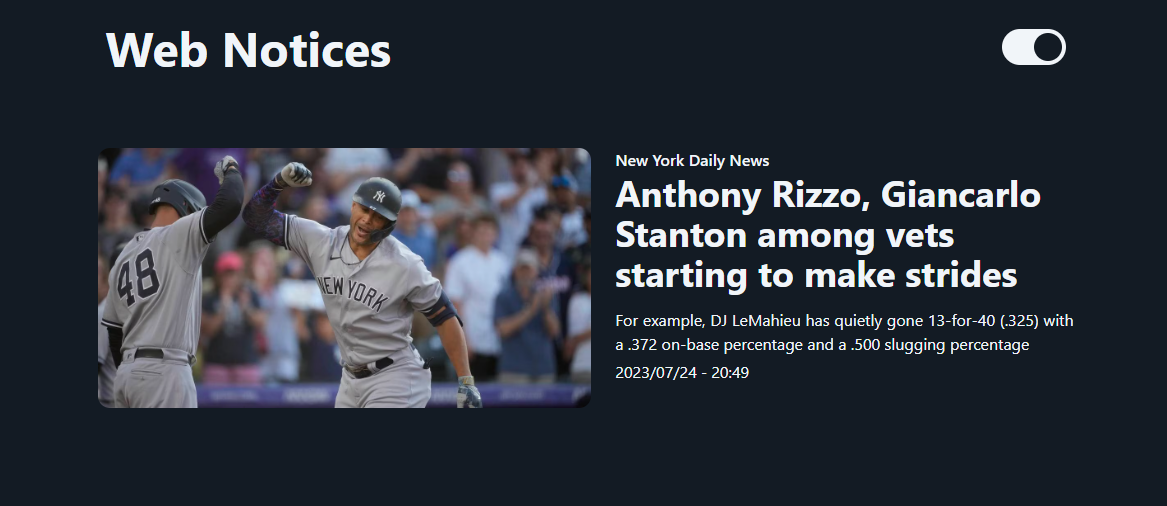 Web Notices
New York Daily News
Anthony Rizzo, Giancarlo
Stanton among vets
starting to make strides
For example, DJ LeMahieu has quietly gone 13-for-40 (.325) with
a .372 on-base percentage and a .500 slugging percentage
2023/07/24 - 20:49
48
NY
NEW YORK